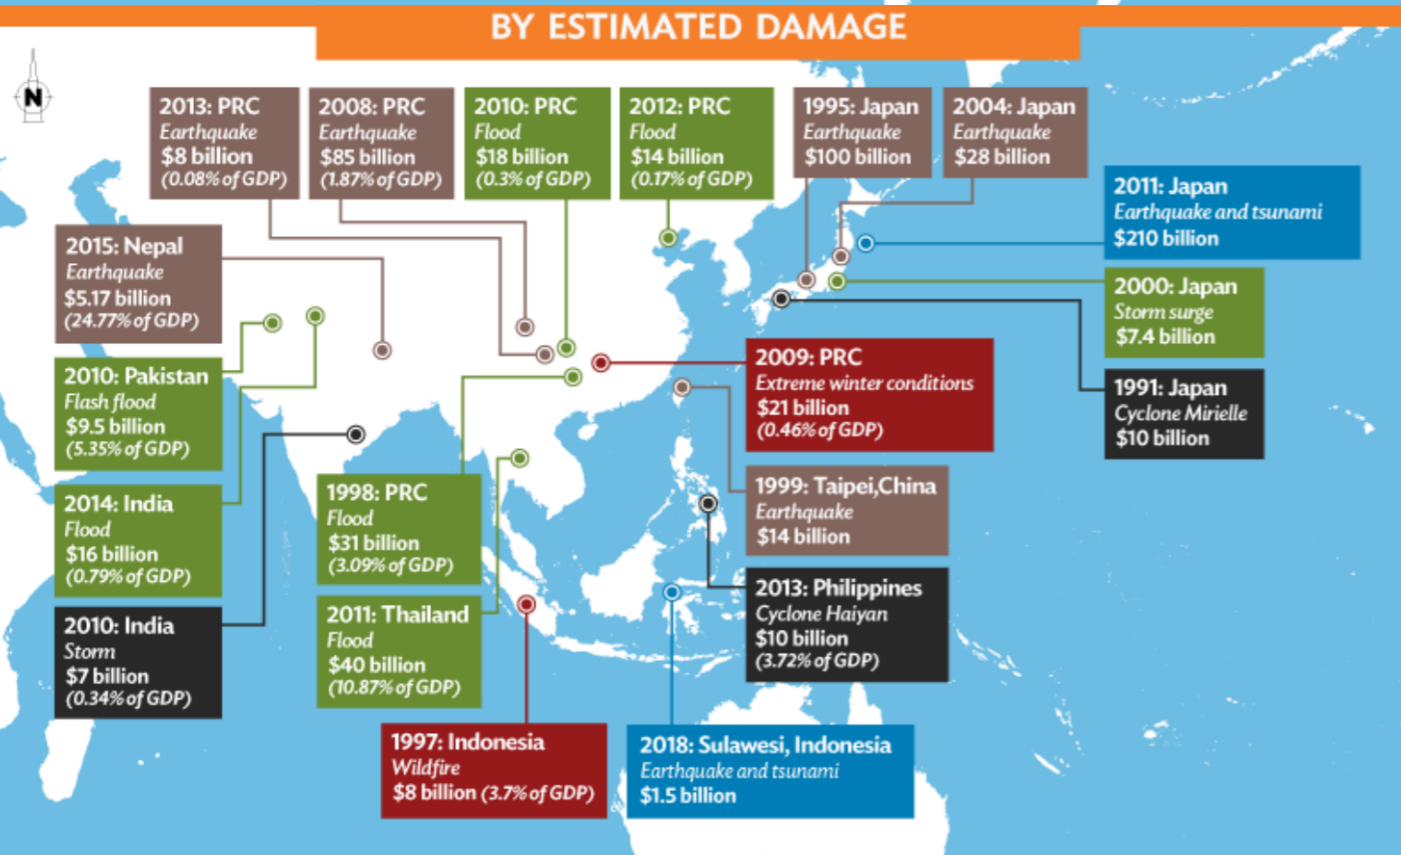 BY ESTIMATED DAMAGE
N
2013: PRC
Earthquake
$8 billion
(0.08% of GDP)
2008: PRC
Earthquake
$85 billion
(1.87% of GDP)
2010: PRC
Flood
$18 billion
(0.3% of GDP)
2012: PRC
Flood
$14 billion
(0.17% of GDP)
1995: Japan
Earthquake
$100 billion
2004: Japan
Earthquake
$28 billion
2011: Japan
Earthquake and tsunami
$210 billion
2015: Nepal
Earthquake
$5.17 billion
(24.77% of GDP)
2000: Japan
Storm surge
$7.4 billion
2010: Pakistan
Flash flood
$9.5 billion
(5.35% of GDP)
2009: PRC
Extreme winter conditions
$21 billion
(0.46% of GDP)
1991: Japan
Cyclone Mirielle
$10 billion
2014: India
Flood
$16 billion
(0.79% of GDP)
1998: PRC
Flood
$31 billion
(3.09% of GDP)
1999: Taipei,China
Earthquake
$14 billion
2010: India
Storm
$7 billion
(0.34% of GDP)
2011: Thailand
Flood
$40 billion
(10.87% of GDP)
2013: Philippines
Cyclone Haiyan
$10 billion
(3.72% of GDP)
1997: Indonesia
Wildfire
$8 billion (3.7% of GDP)
2018: Sulawesi, Indonesia
Earthquake and tsunami
$1.5 billion